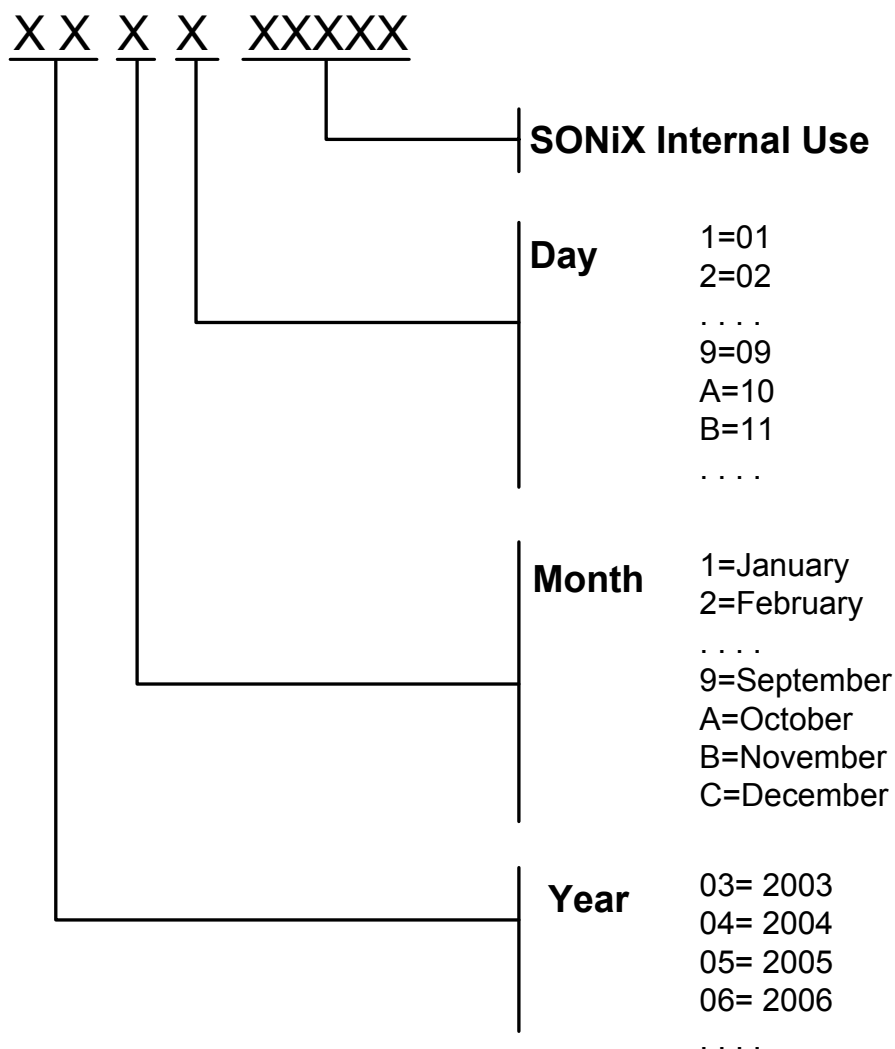 X X X X XXXXX
SONiX Internal Use
Day
1=01
2=02
. . . .
9=09
A=10
B=11
. . . .
Month
1=January
2=February
. . . .
9=September
A=October
B=November
C=December
Year
03= 2003
04= 2004
05= 2005
06= 2006
. . . .